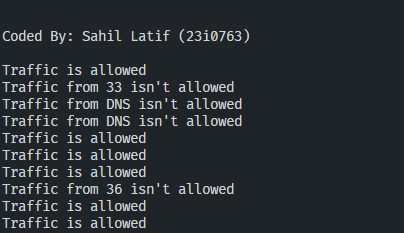 Coded By: Sahil Latif (23i0763)
Traffic is allowed
Traffic from 33 isn't allowed
Traffic from DNS isn't allowed
Traffic from DNS isn't allowed
Traffic is allowed
Traffic is allowed
Traffic is allowed
Traffic from 36 isn't allowed
Traffic is allowed
Traffic is allowed